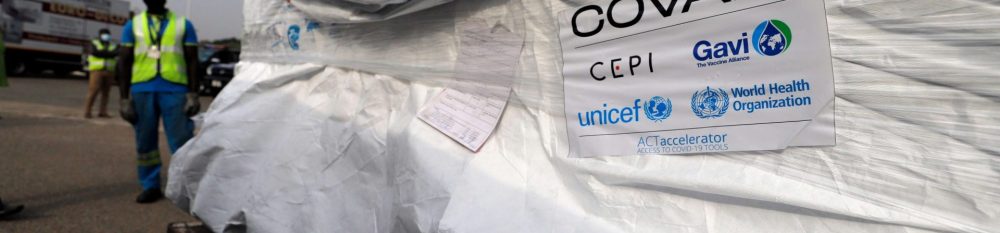 COVA
CEPI
Gavi
The Vaccine Alliance
unicef
World Health
Organization
ACTaccelerator
ACCESS TO COVID-19 TOOLS